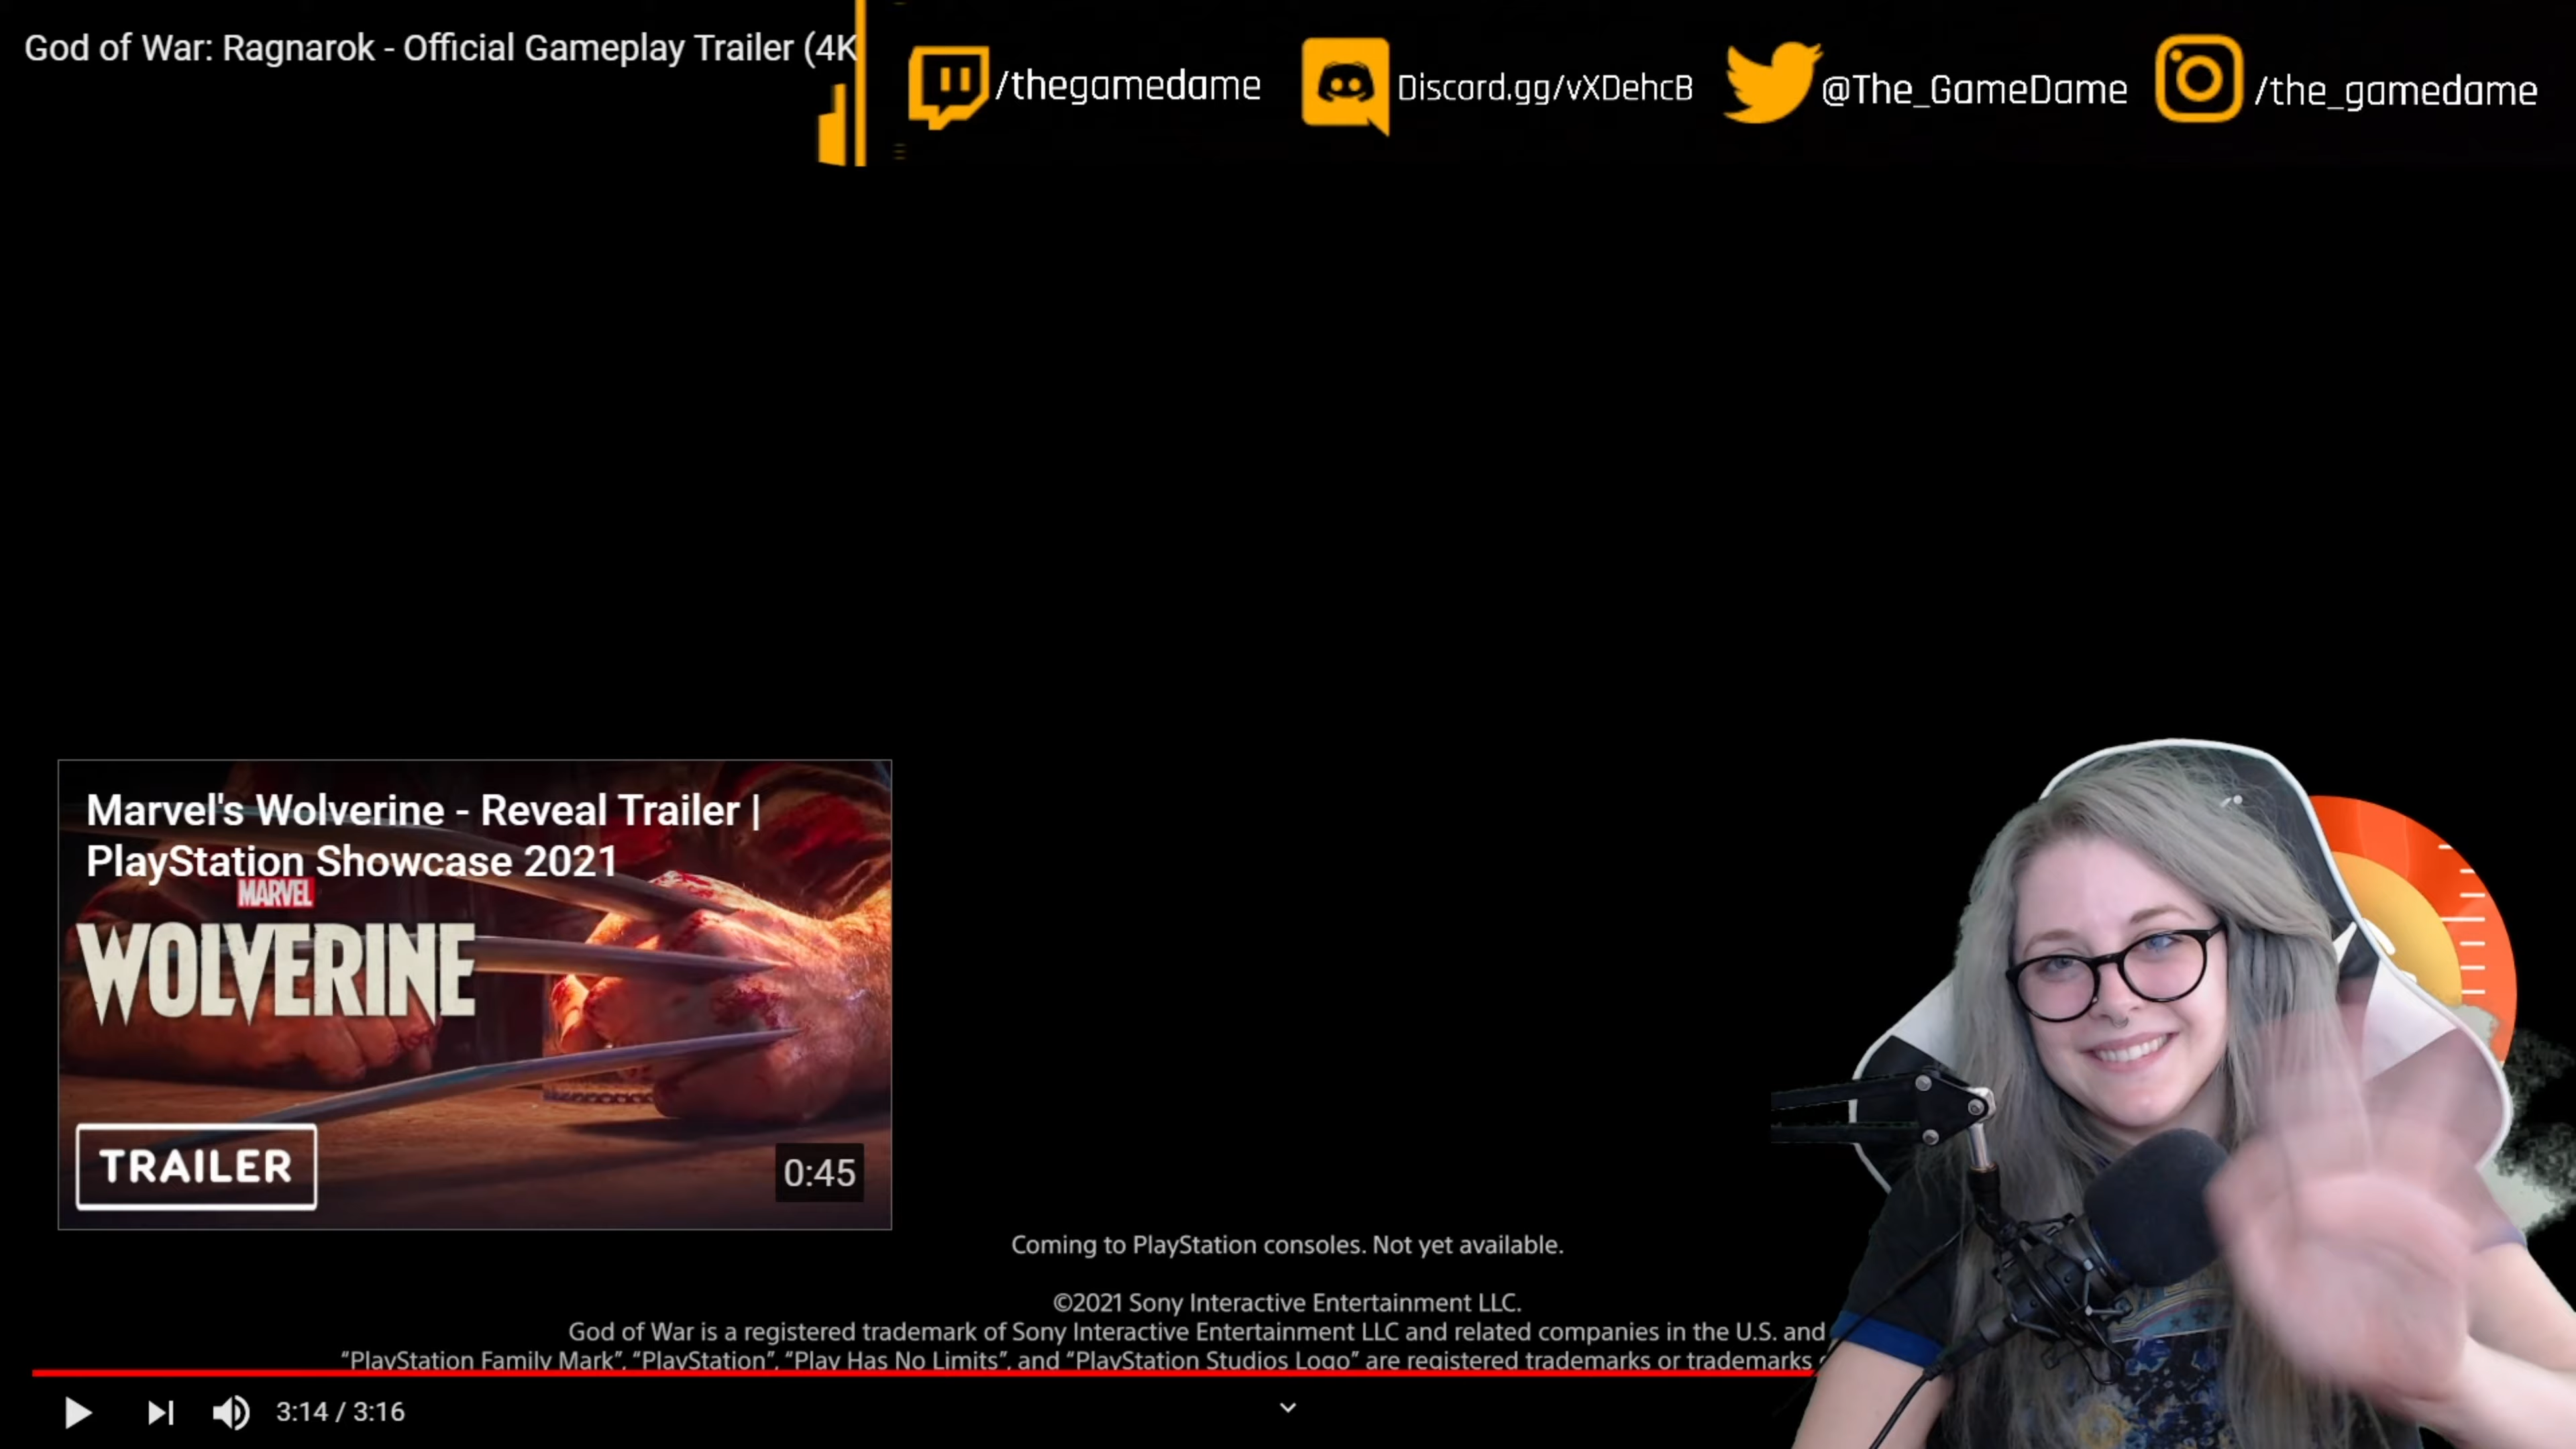 God of War: Ragnarok - Official Gameplay Trailer (4K
/thegamedame
Discord.gg/vXDehcB
@The_GameDame
/the_gamedame
Marvel's Wolverine - Reveal Trailer |
PlayStation Showcase 2021
MARVEL
WOLVERINE
TRAILER
0:45
Coming to PlayStation consoles. Not yet available.
©2021 Sony Interactive Entertainment LLC.
God of War is a registered trademark of Sony Interactive Entertainment LLC and related companies in the U.S. and
“PlayStation Family Mark”, “PlayStation”, “Play Has No Limits”, and “PlayStation Studios Logo” are registered trademarks or trademarks
3:14 / 3:16